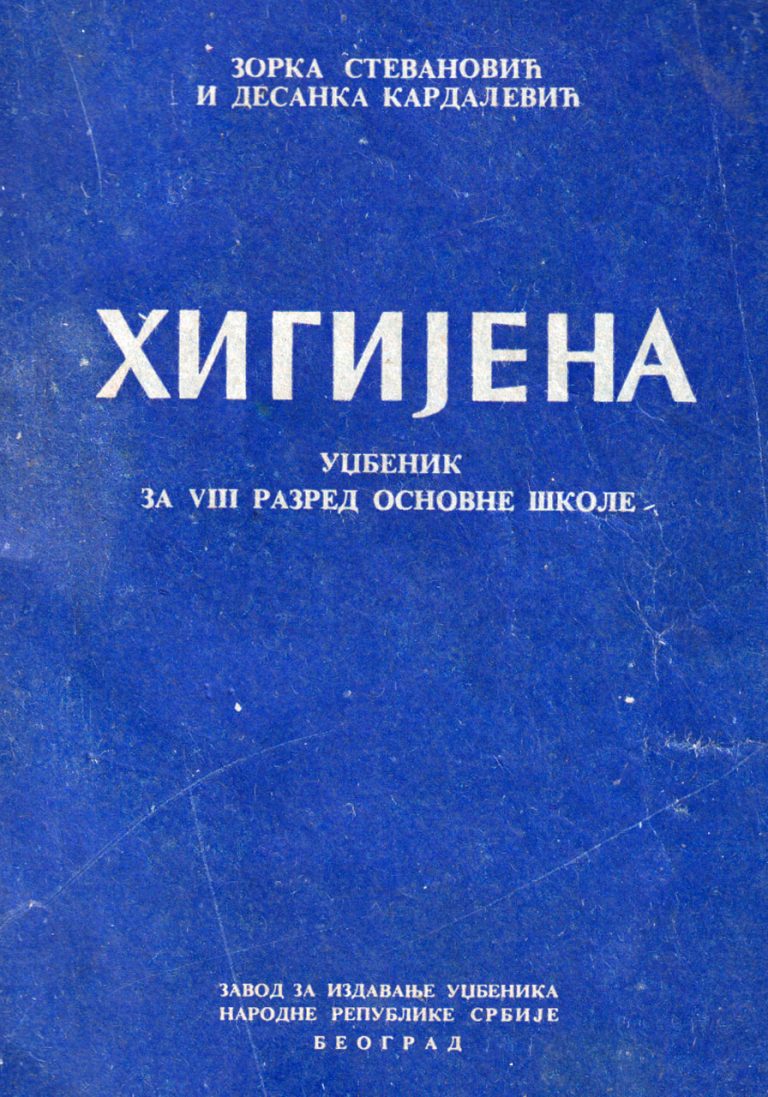 ЗОРКА СТЕВАНОВИЋ
И ДЕСАНКА КАРДАЛЕВИЋ
ХИГИЈЕНА
УЏБЕНИК
ЗА VIII РАЗРЕД ОСНОВНЕ ШКОЛЕ
ЗАВОД ЗА ИЗДАВАЊЕ УЏБЕНИКА
НАРОДНЕ РЕПУБЛИКЕ СРБИЈЕ
БЕОГРАД